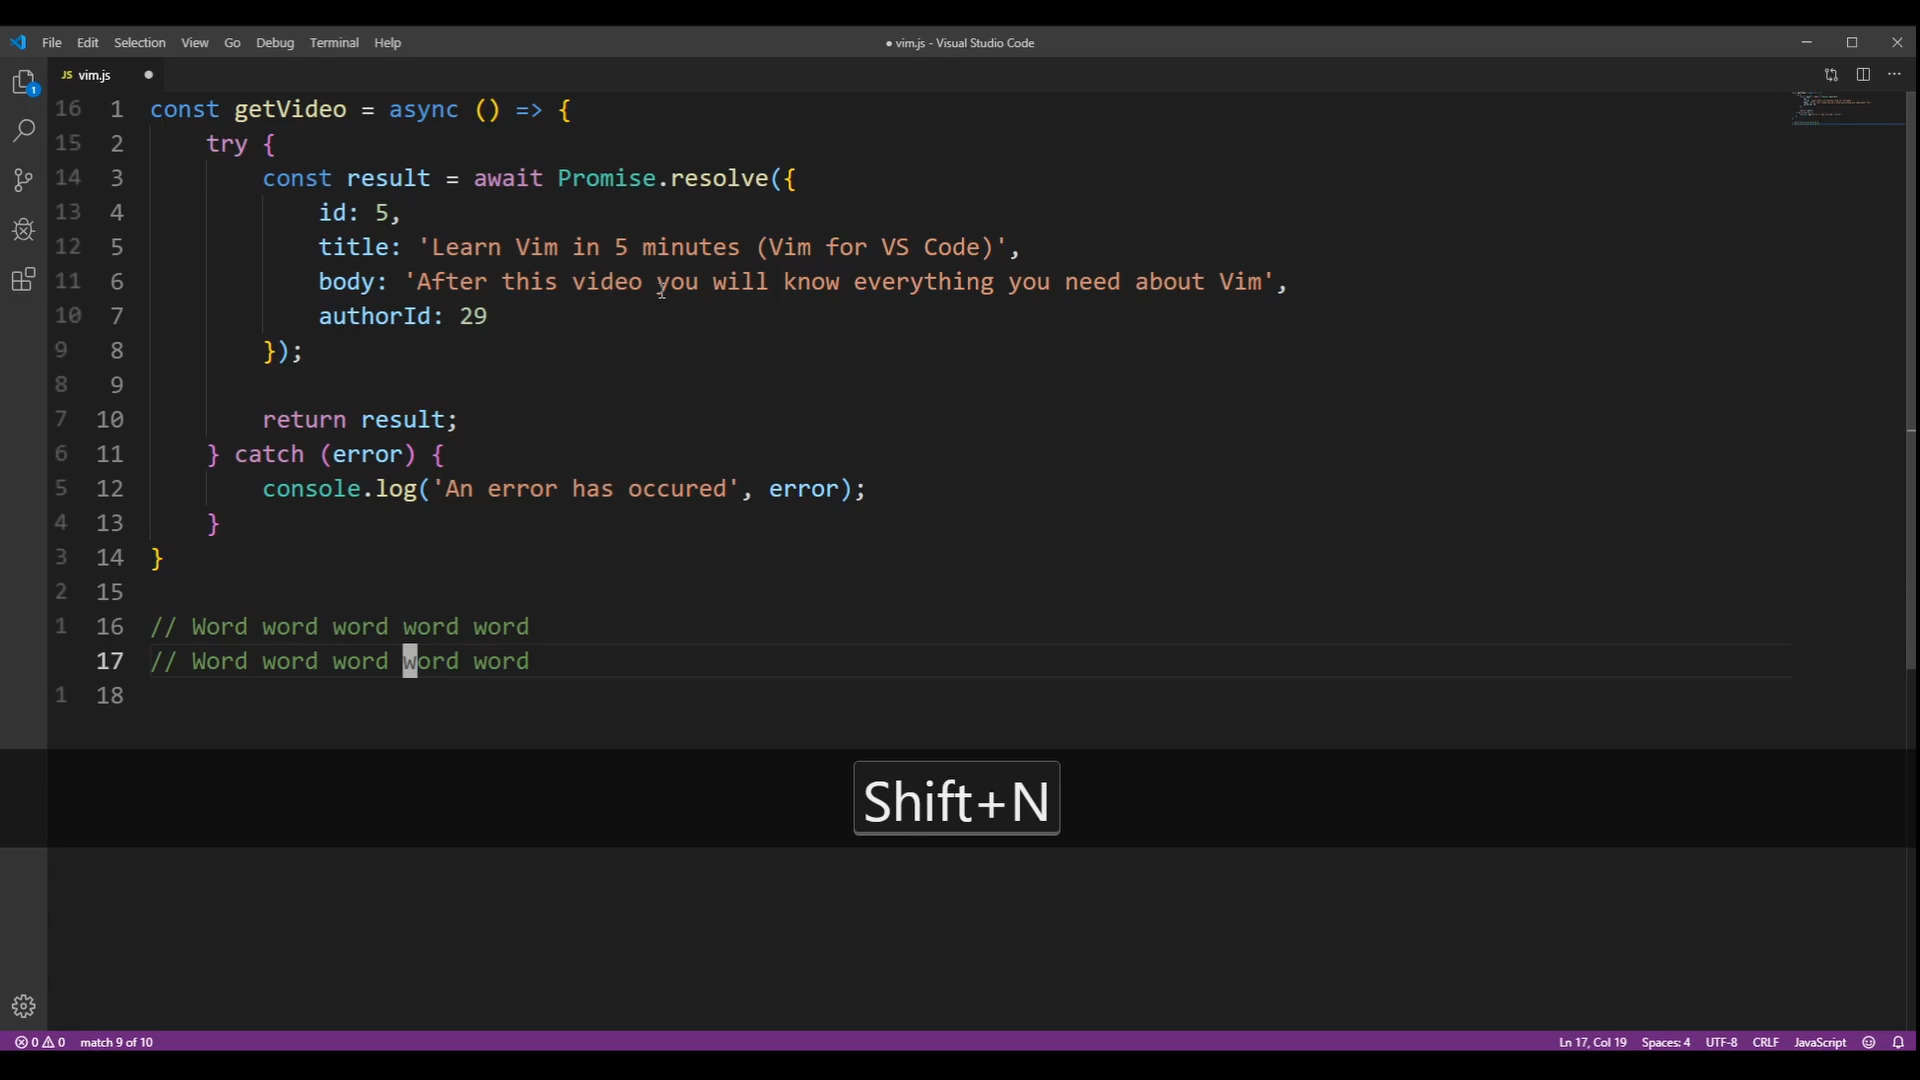 File Edit Selection View Go Debug Terminal Help
● vim.js - Visual Studio Code
JS vim.js
1
16 1 const getVideo = async () => {
15 2 try {
14 3 const result = await Promise.resolve({
13 4 id: 5,
12 5 title: 'Learn Vim in 5 minutes (Vim for VS Code)',
11 6 body: 'After this video you will know everything you need about Vim',
10 7 authorId: 29
9 8 });
8 9
7 10 return result;
6 11 } catch (error) {
5 12 console.log('An error has occured', error);
4 13 }
3 14 }
2 15
1 16 // Word word word word word
17 // Word word word word word
1 18
Shift+N
0 0 match 9 of 10 Ln 17, Col 19 Spaces: 4 UTF-8 CRLF JavaScript